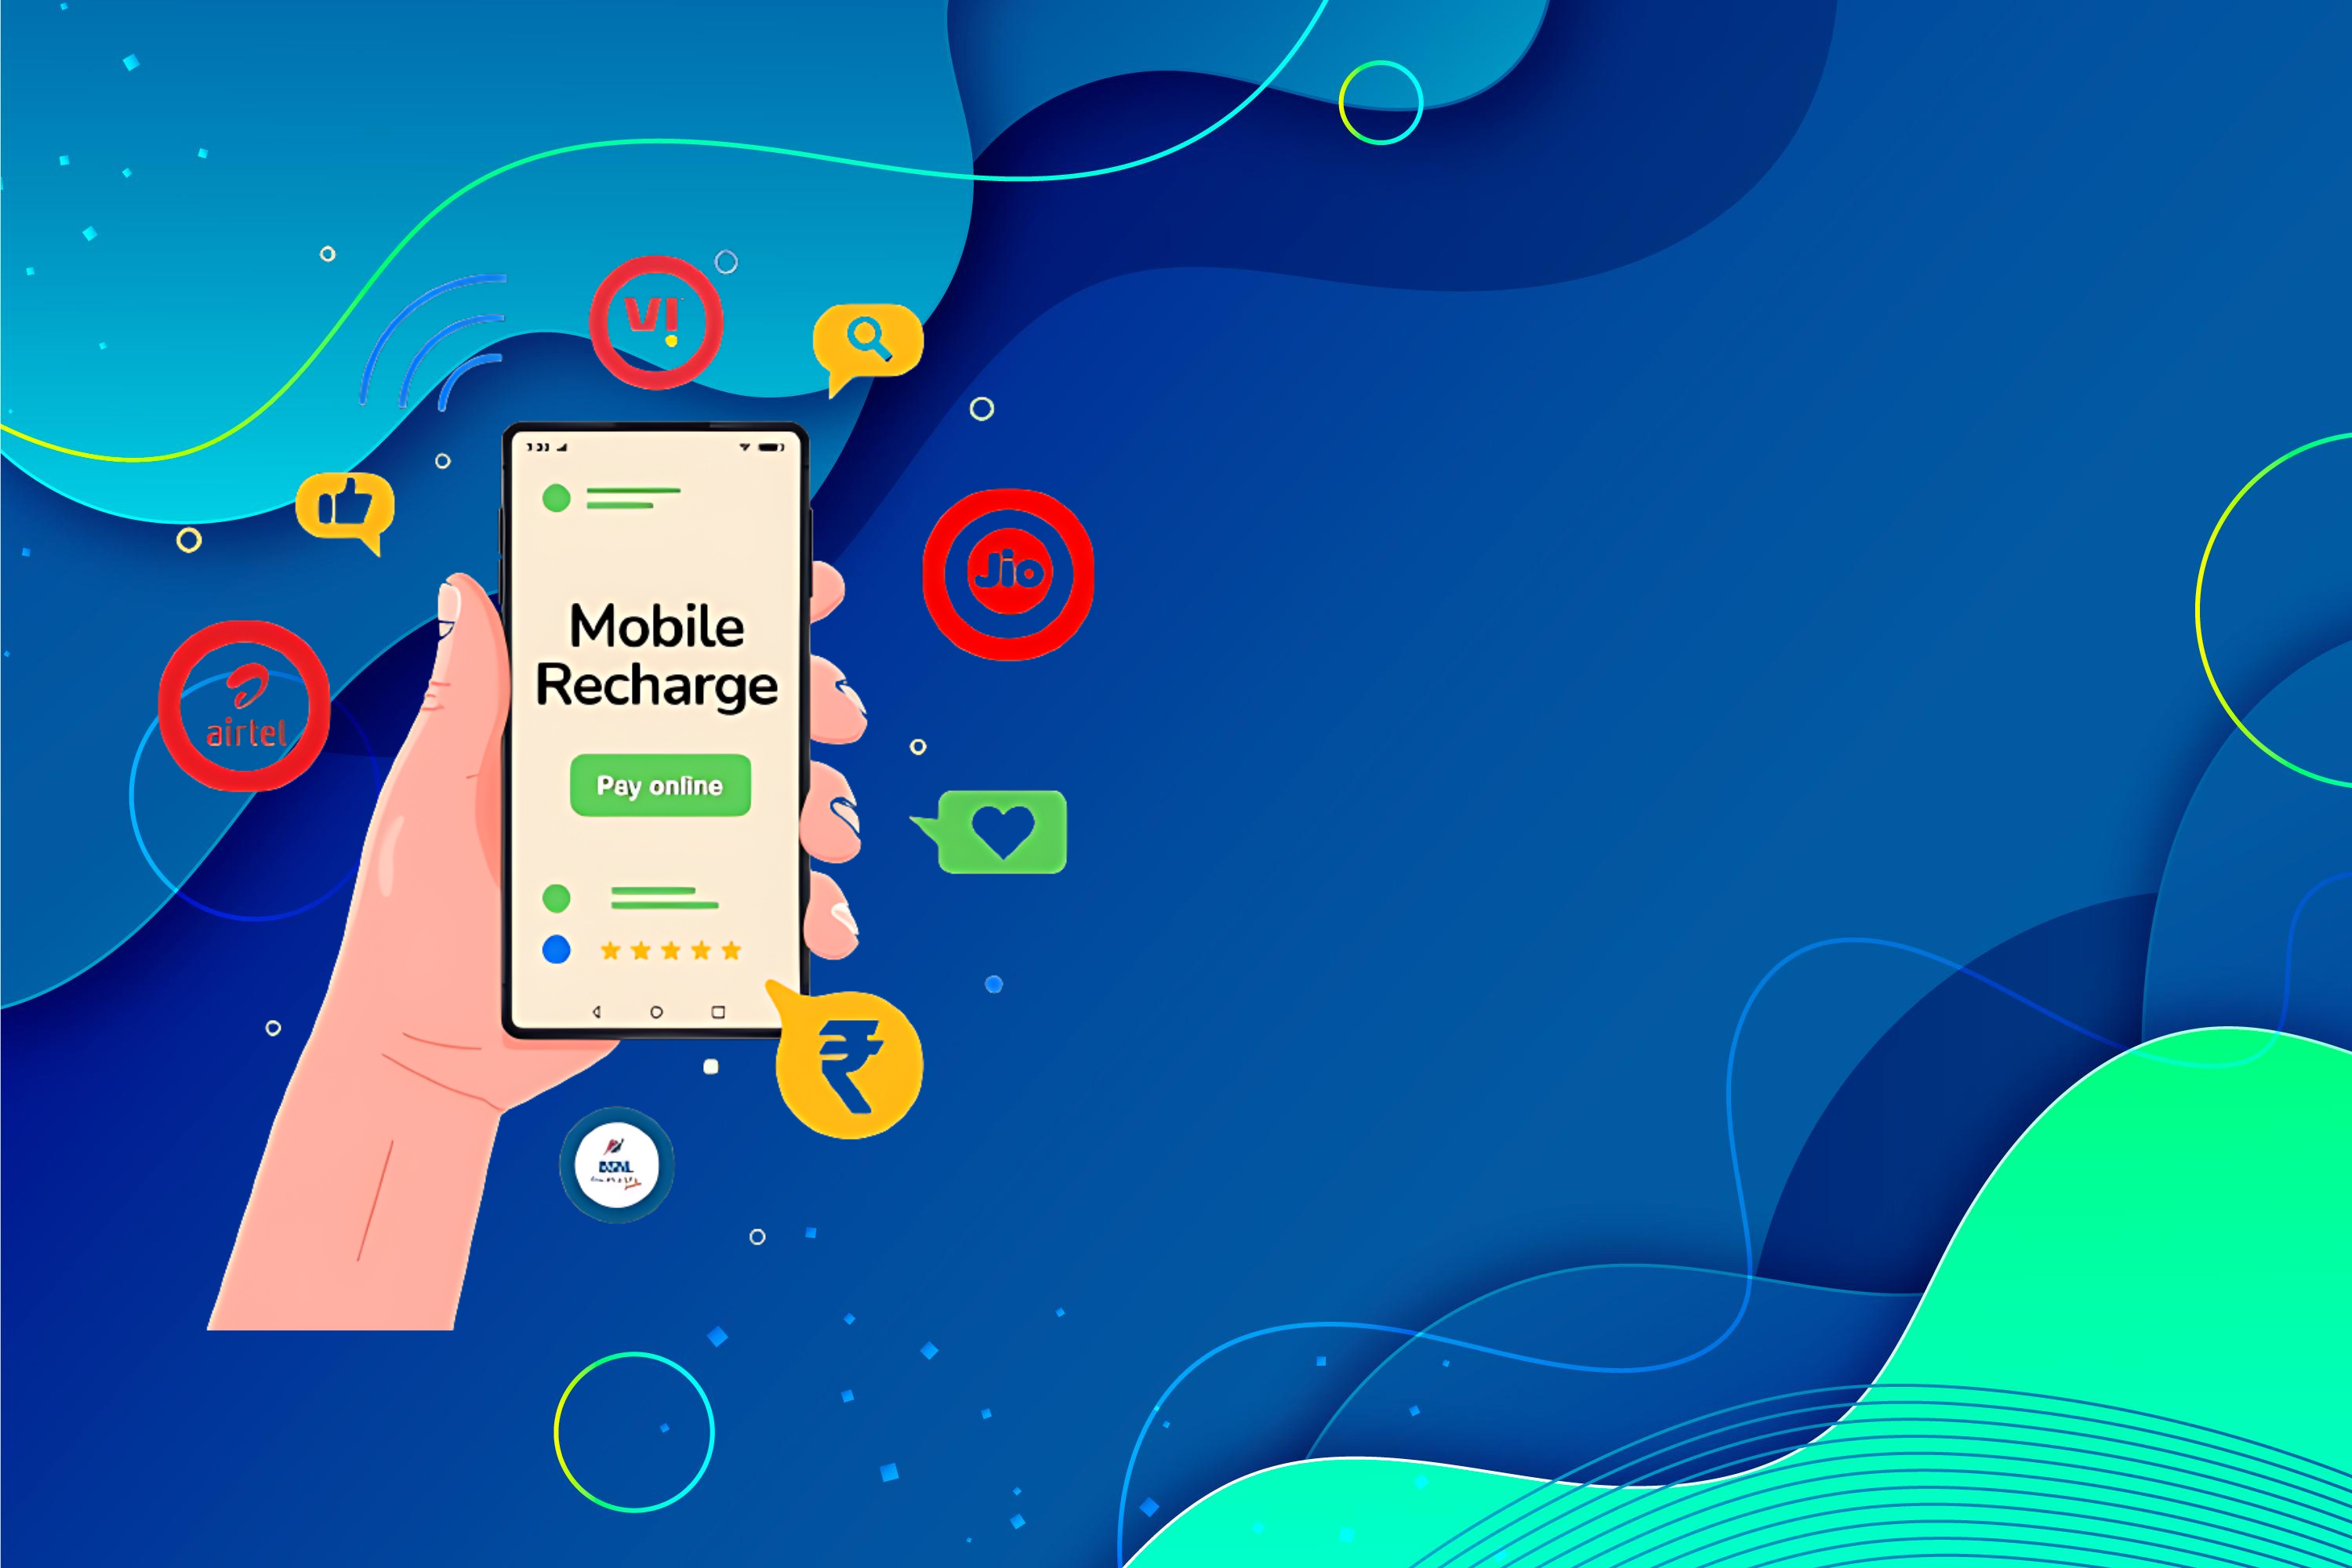 Vi
Jio
airtel
Mobile
Recharge
Pay online
₹